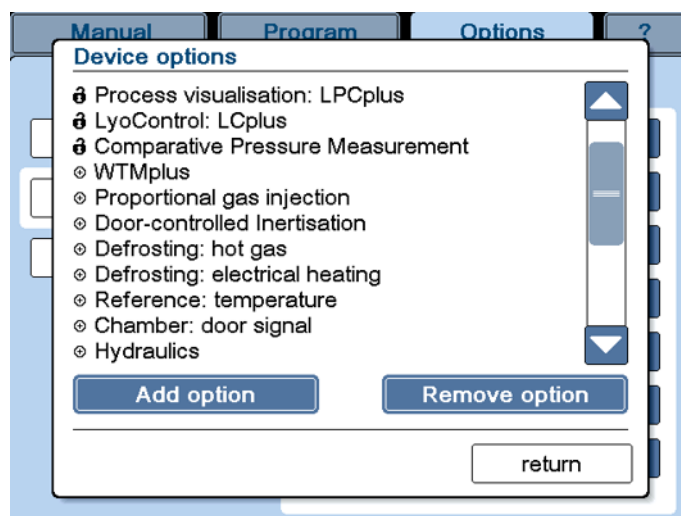 Manual Program Options ?
Device options
Process visualisation: LPCplus
LyoControl: LCplus
Comparative Pressure Measurement
WTMplus
Proportional gas injection
Door-controlled Inertisation
Defrosting: hot gas
Defrosting: electrical heating
Reference: temperature
Chamber: door signal
Hydraulics
Add option Remove option
return